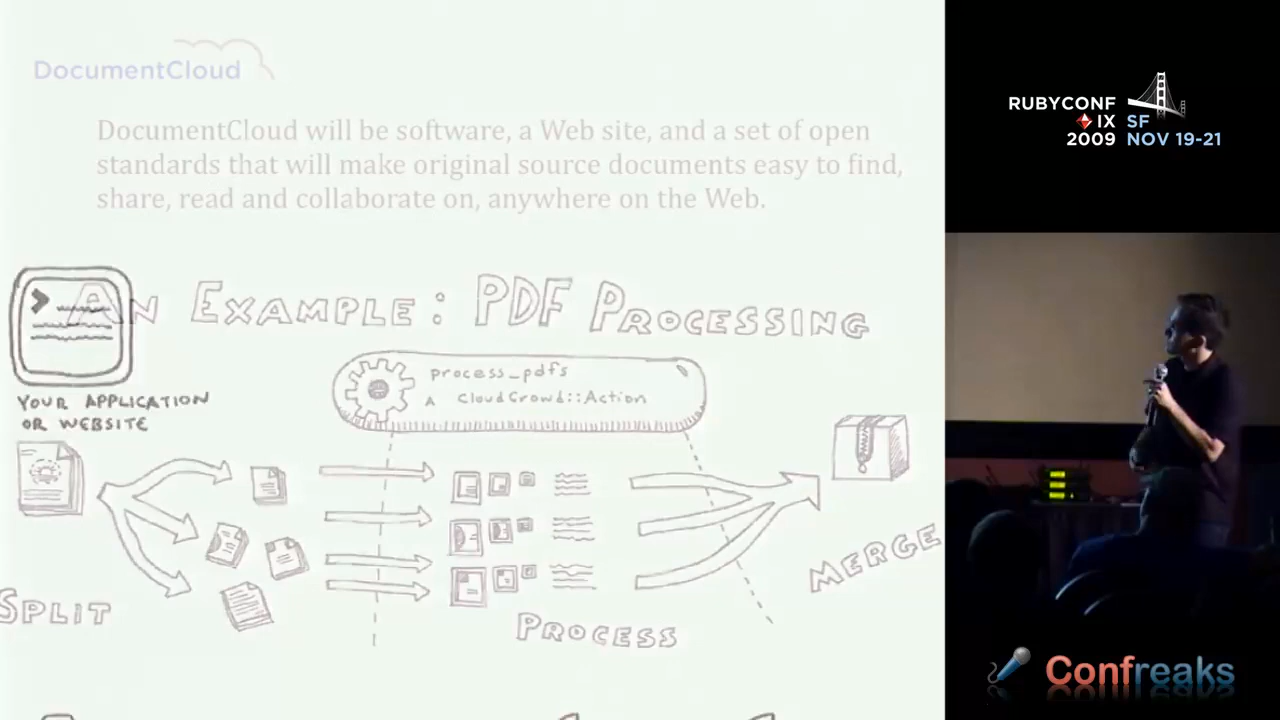 DocumentCloud
DocumentCloud will be software, a Web site, and a set of open
standards that will make original source documents easy to find,
share, read and collaborate on, anywhere on the Web.
An Example: PDF Processing
YOUR APPLICATION
OR WEBSITE
process_pdfs
A CloudCrowd::Action
SPLIT
PROCESS
MERGE
RUBYCONF
IX SF
2009 NOV 19-21
Confreaks